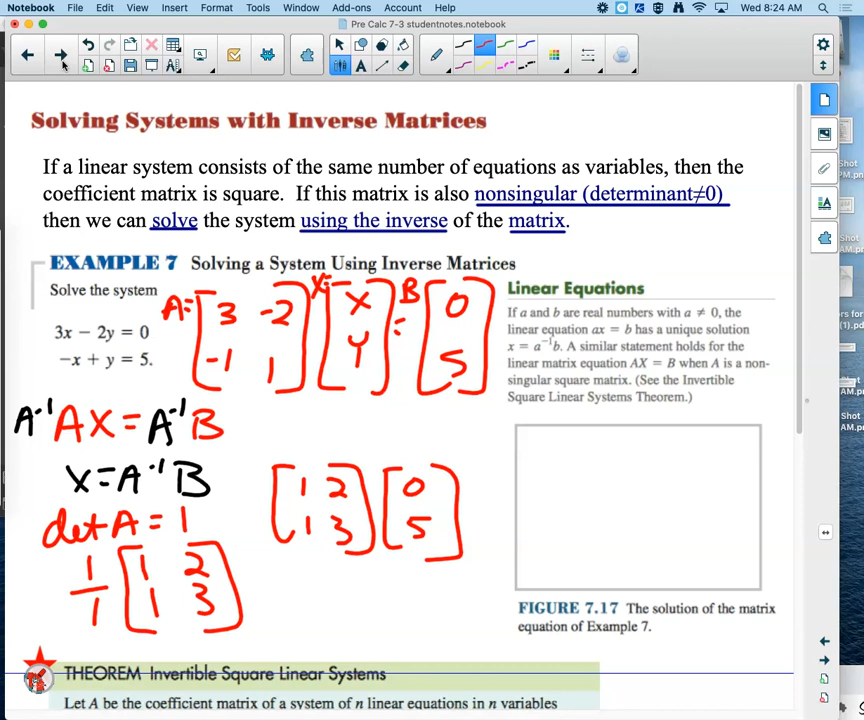 Notebook File Edit View Insert Format Tools Window Add-ons Account Help Wed 8:24 AM
Pre Calc 7-3 studentnotes.notebook
Solving Systems with Inverse Matrices
If a linear system consists of the same number of equations as variables, then the
coefficient matrix is square. If this matrix is also nonsingular (determinant≠0)
then we can solve the system using the inverse of the matrix.
EXAMPLE 7 Solving a System Using Inverse Matrices
Solve the system
3x − 2y = 0
−x + y = 5.
A= [3 -2
-1 1] X= [x
y] = B [0
5]
Linear Equations
If a and b are real numbers with a ≠ 0, the
linear equation ax = b has a unique solution
x = a⁻¹b. A similar statement holds for the
linear matrix equation AX = B when A is a non-
singular square matrix. (See the Invertible
Square Linear Systems Theorem.)
A⁻¹AX = A⁻¹B
X = A⁻¹B
det A = 1
1/1 [1 2
1 3]
[1 2
1 3] [0
5]
FIGURE 7.17 The solution of the matrix
equation of Example 7.
THEOREM Invertible Square Linear Systems
Let A be the coefficient matrix of a system of n linear equations in n variables